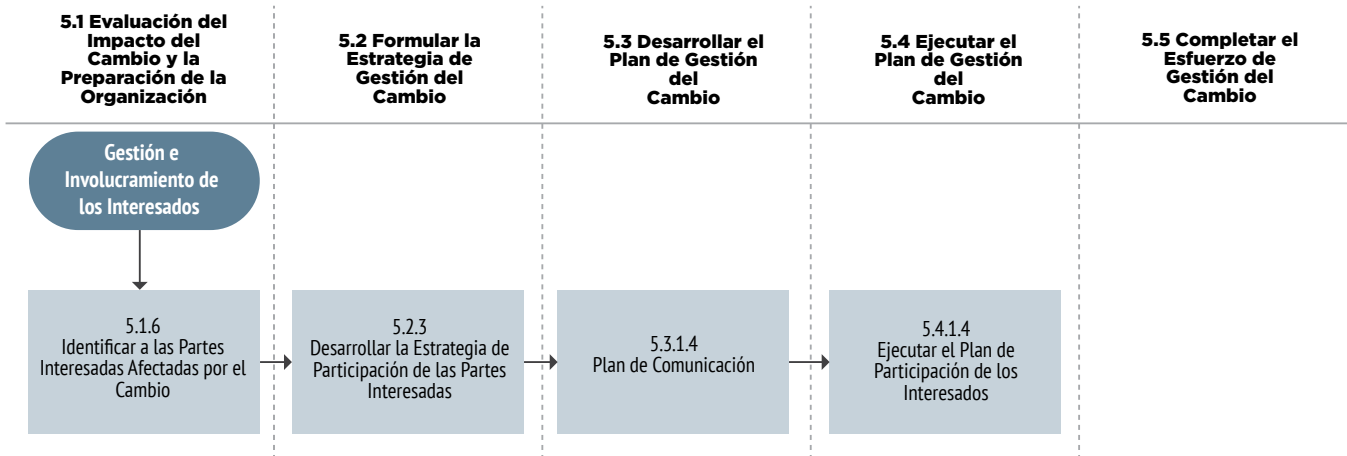 5.1 Evaluación del
Impacto del
Cambio y la
Preparación de la
Organización
5.2 Formular la
Estrategia de
Gestión del
Cambio
5.3 Desarrollar el
Plan de Gestión
del
Cambio
5.4 Ejecutar el
Plan de Gestión
del
Cambio
5.5 Completar el
Esfuerzo de
Gestión del
Cambio
Gestión e
Involucramiento de
los Interesados
5.1.6
Identificar a las Partes
Interesadas Afectadas por el
Cambio
5.2.3
Desarrollar la Estrategia de
Participación de las Partes
Interesadas
5.3.1.4
Plan de Comunicación
5.4.1.4
Ejecutar el Plan de
Participación de los
Interesados